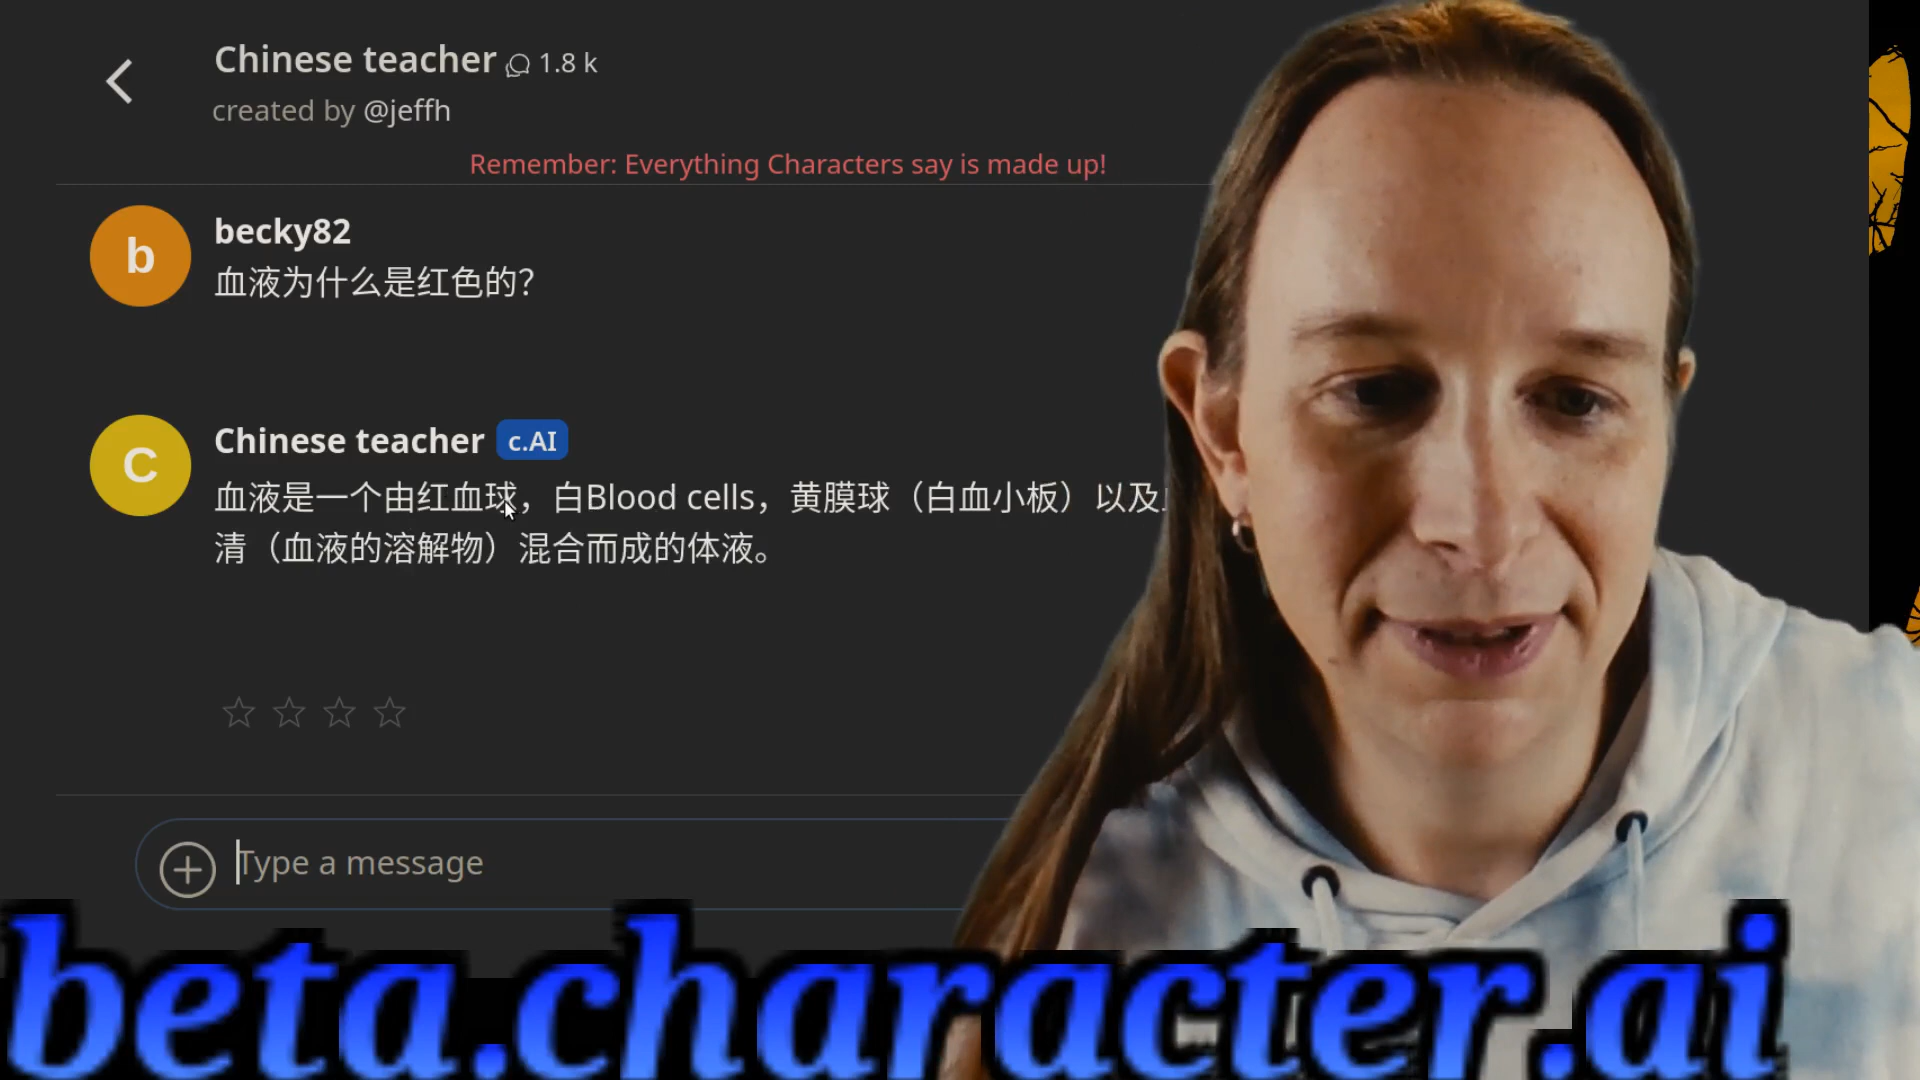 Chinese teacher 1.8 k
created by @jeffh
Remember: Everything Characters say is made up!
b
becky82
血液为什么是红色的?
C
Chinese teacher c.AI
血液是一个由红血球，白Blood cells，黄膜球（白血小板）以及
清（血液的溶解物）混合而成的体液。
Type a message
beta.character.ai